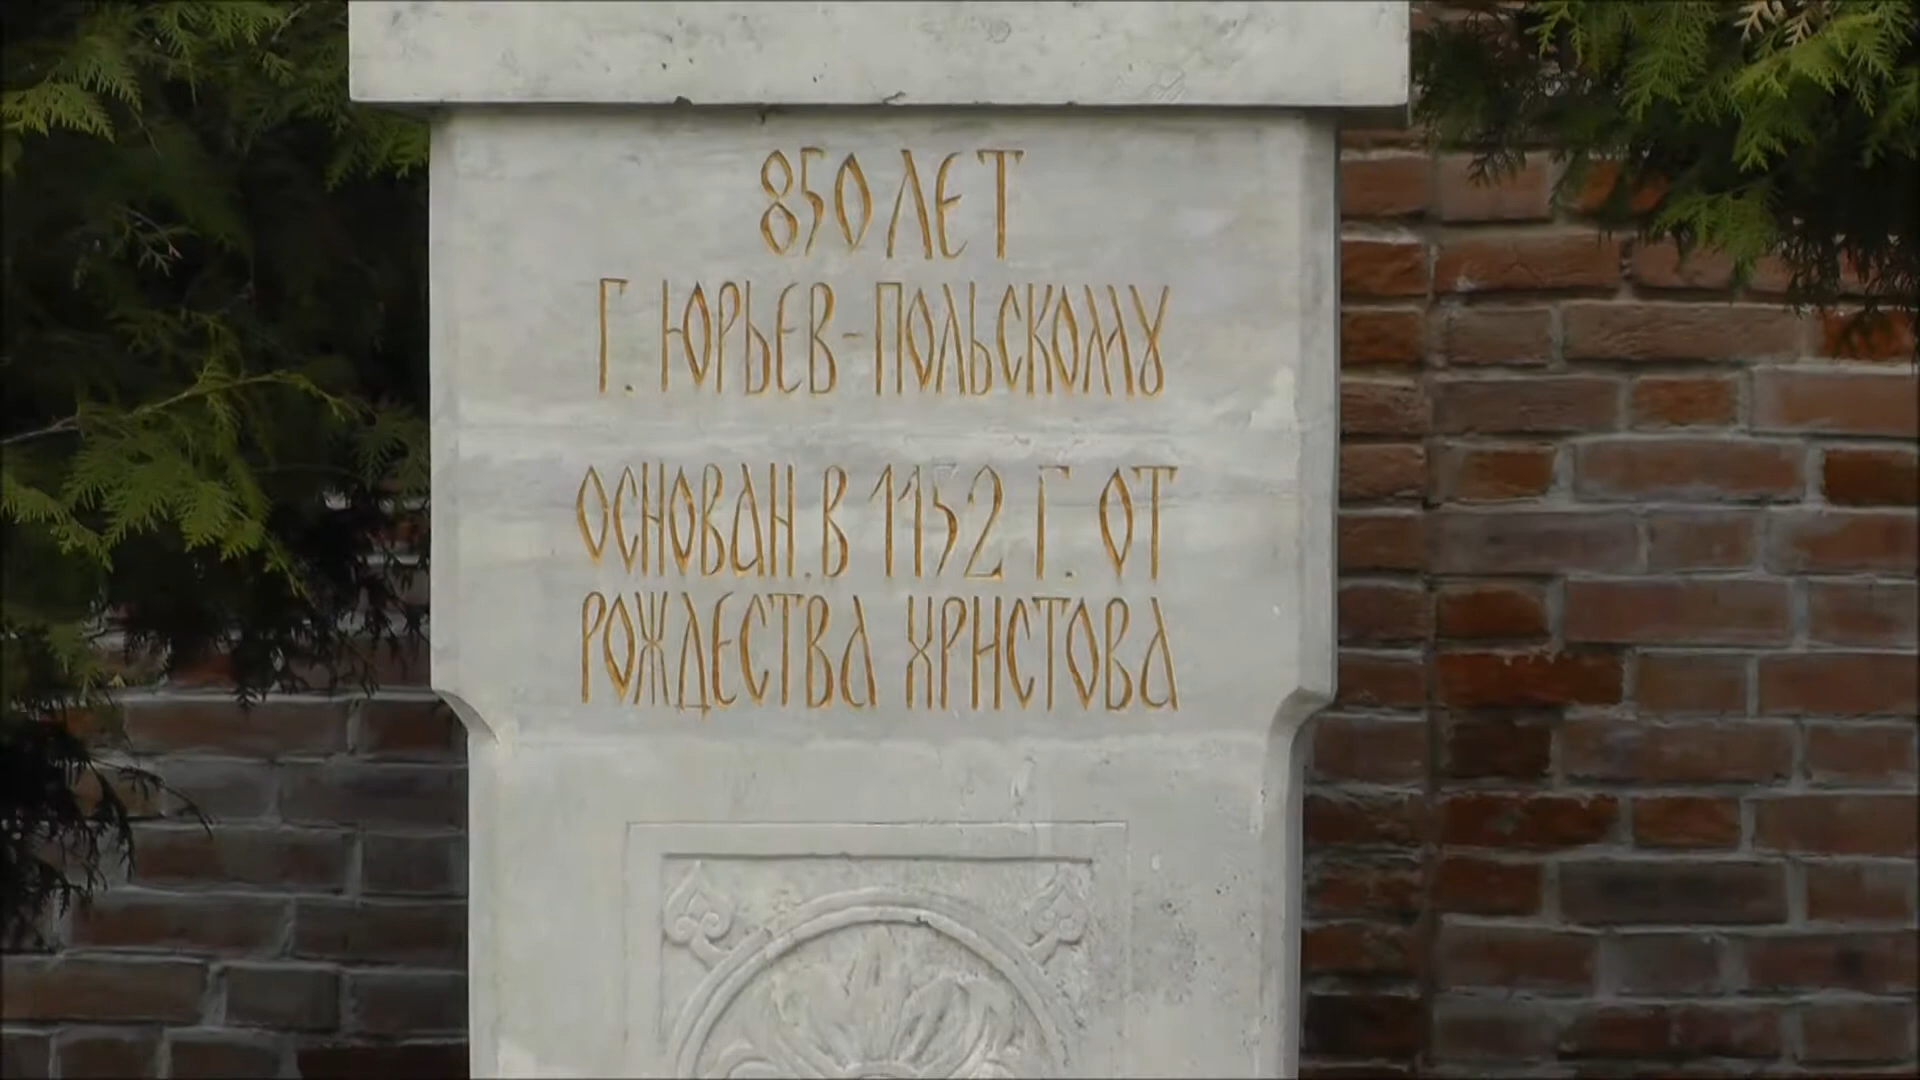 850 ЛЕТ
Г. ЮРЬЕВ-ПОЛЬСКОМУ
ОСНОВАН В 1152 Г. ОТ
РОЖДЕСТВА ХРИСТОВА